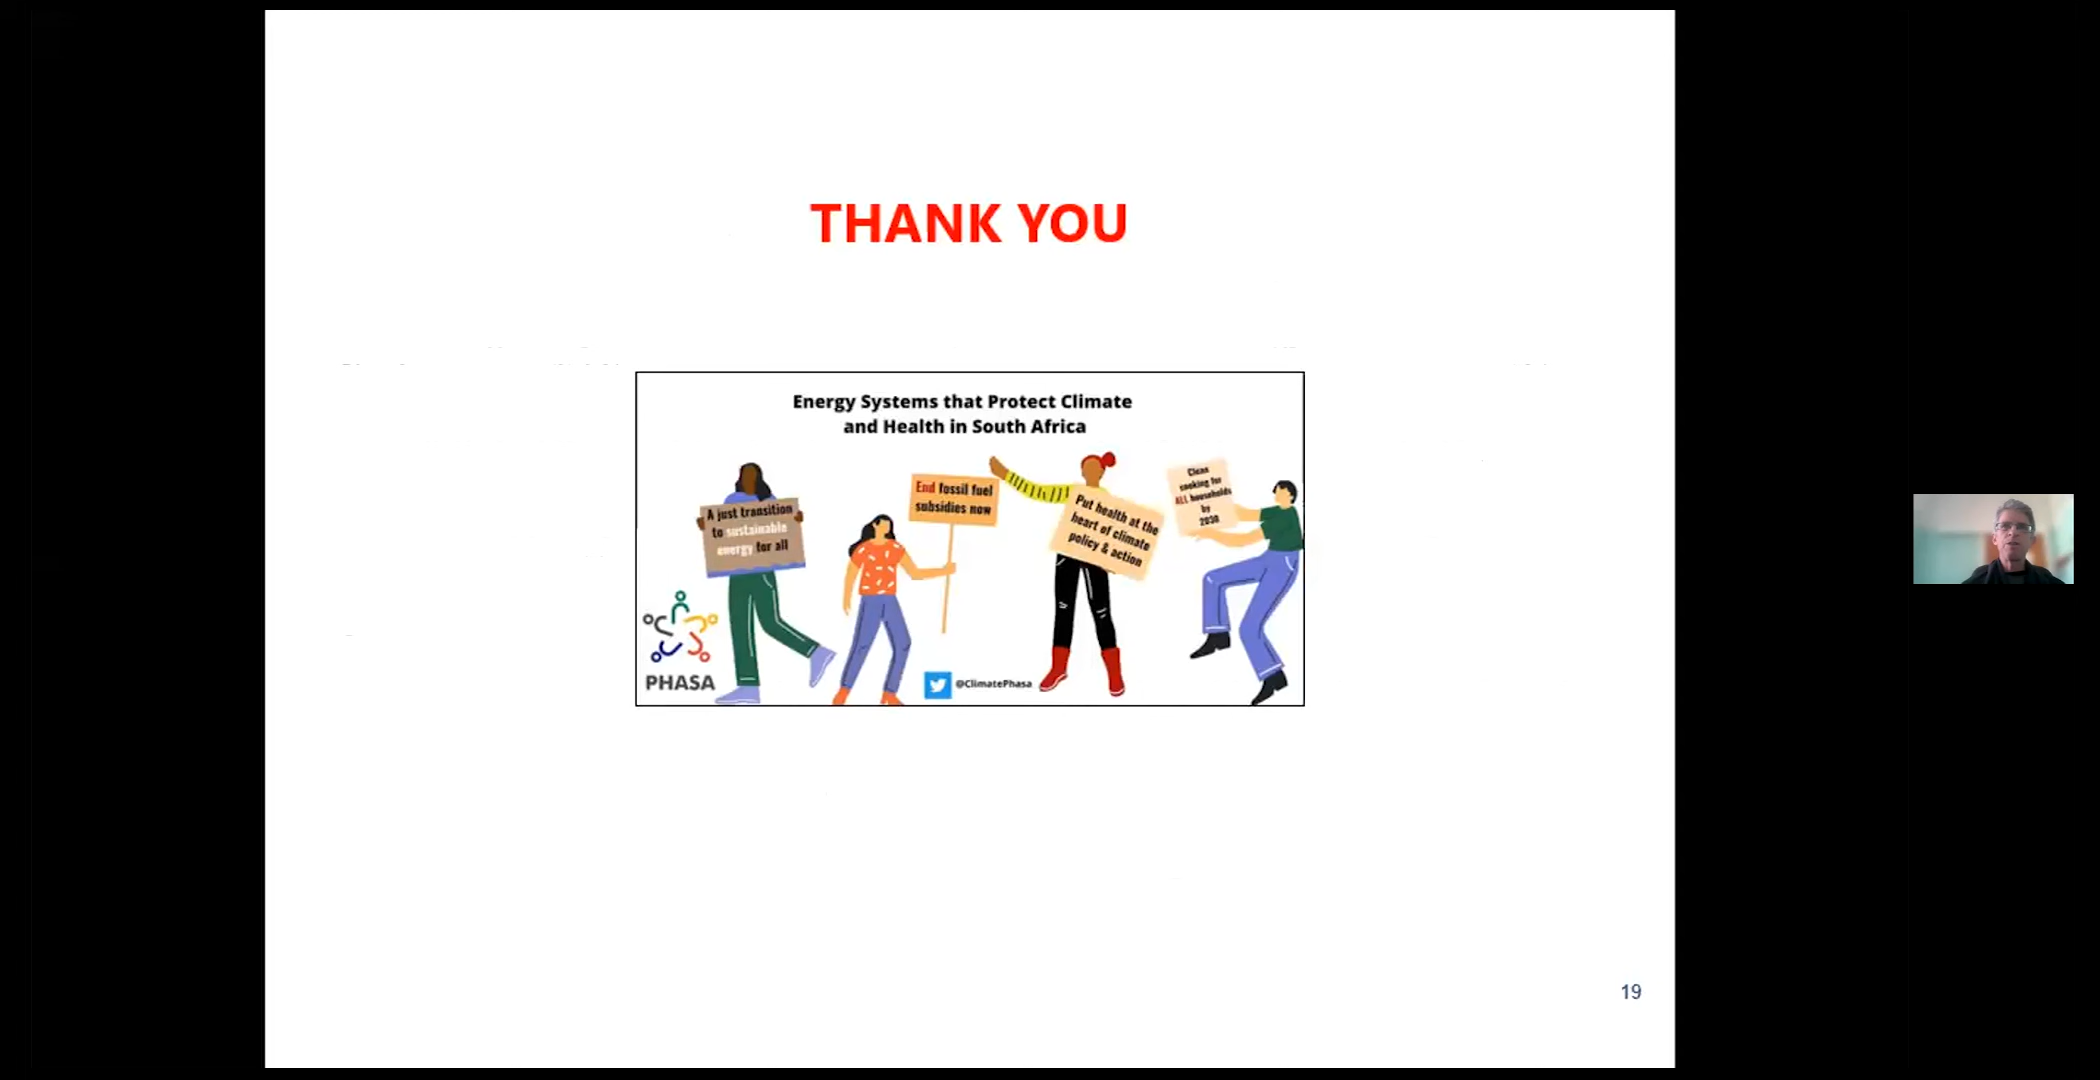 THANK YOU
Energy Systems that Protect Climate
and Health in South Africa
A just transition
to sustainable
energy for all
End fossil fuel
subsidies now
Put health at the
heart of climate
policy & action
Clean
cooking for
ALL households
by
2030
PHASA
@ClimatePhasa
19